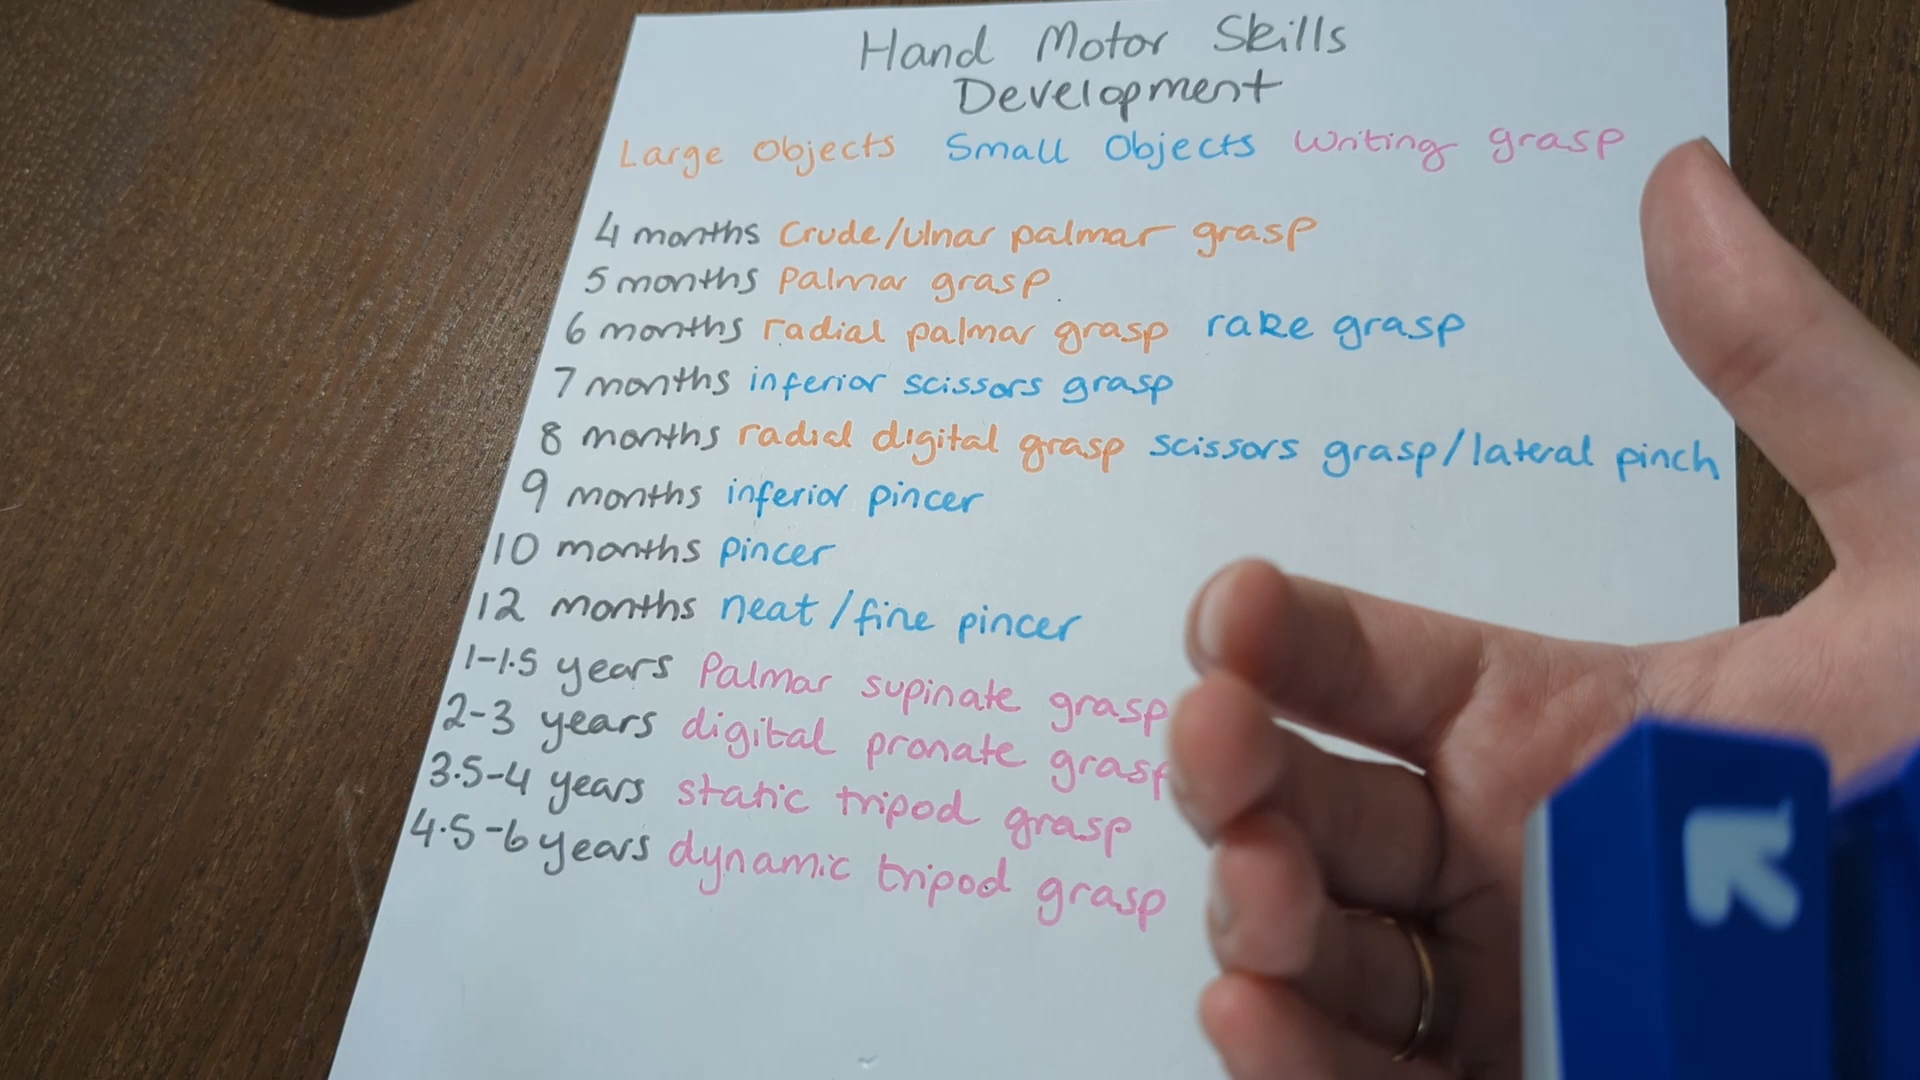 Hand Motor Skills
Development
Large Objects Small Objects Writing grasp
4 months Crude/ulnar palmar grasp
5 months Palmar grasp.
6 months radial palmar grasp rake grasp
7 months inferior scissors grasp
8 months radial digital grasp scissors grasp/lateral pinch
9 months inferior pincer
10 months pincer
12 months neat/fine pincer
1-1.5 years Palmar supinate grasp
2-3 years digital pronate grasp
3.5-4 years static tripod grasp
4.5-6 years dynamic tripod grasp